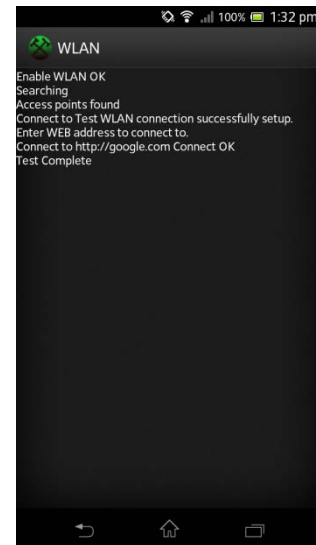 100% 1:32 pm
WLAN
Enable WLAN OK
Searching
Access points found
Connect to Test WLAN connection successfully setup.
Enter WEB address to connect to.
Connect to http://google.com Connect OK
Test Complete